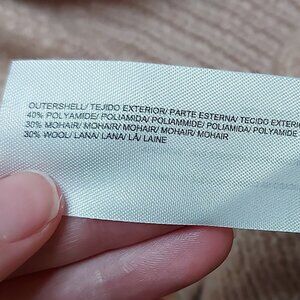 OUTERSHELL/ TEJIDO EXTERIOR/ PARTE ESTERNA/ TECIDO EXTERIO
40% POLYAMIDE/ POLIAMIDA/ POLIAMMIDE/ POLIAMIDA/ POLYAMIDE
30% MOHAIR/ MOHAIR/ MOHAIR/ MOHAIR/ MOHAIR
30% WOOL/ LANA/ LANA/ LÃ/ LAINE